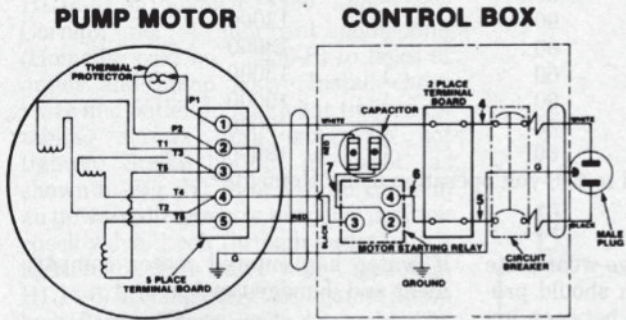 PUMP MOTOR
CONTROL BOX
THERMAL
PROTECTOR
P1
P2
T1
T3
T5
T4
T2
T6
1
2
3
4
5
G
5 PLACE
TERMINAL BOARD
WHITE
RED
CAPACITOR
RED
7
BLACK
3
4
6
2 PLACE
TERMINAL
BOARD
4
5
MOTOR STARTING RELAY
GROUND
CIRCUIT
BREAKER
WHITE
BLACK
MALE
PLUG